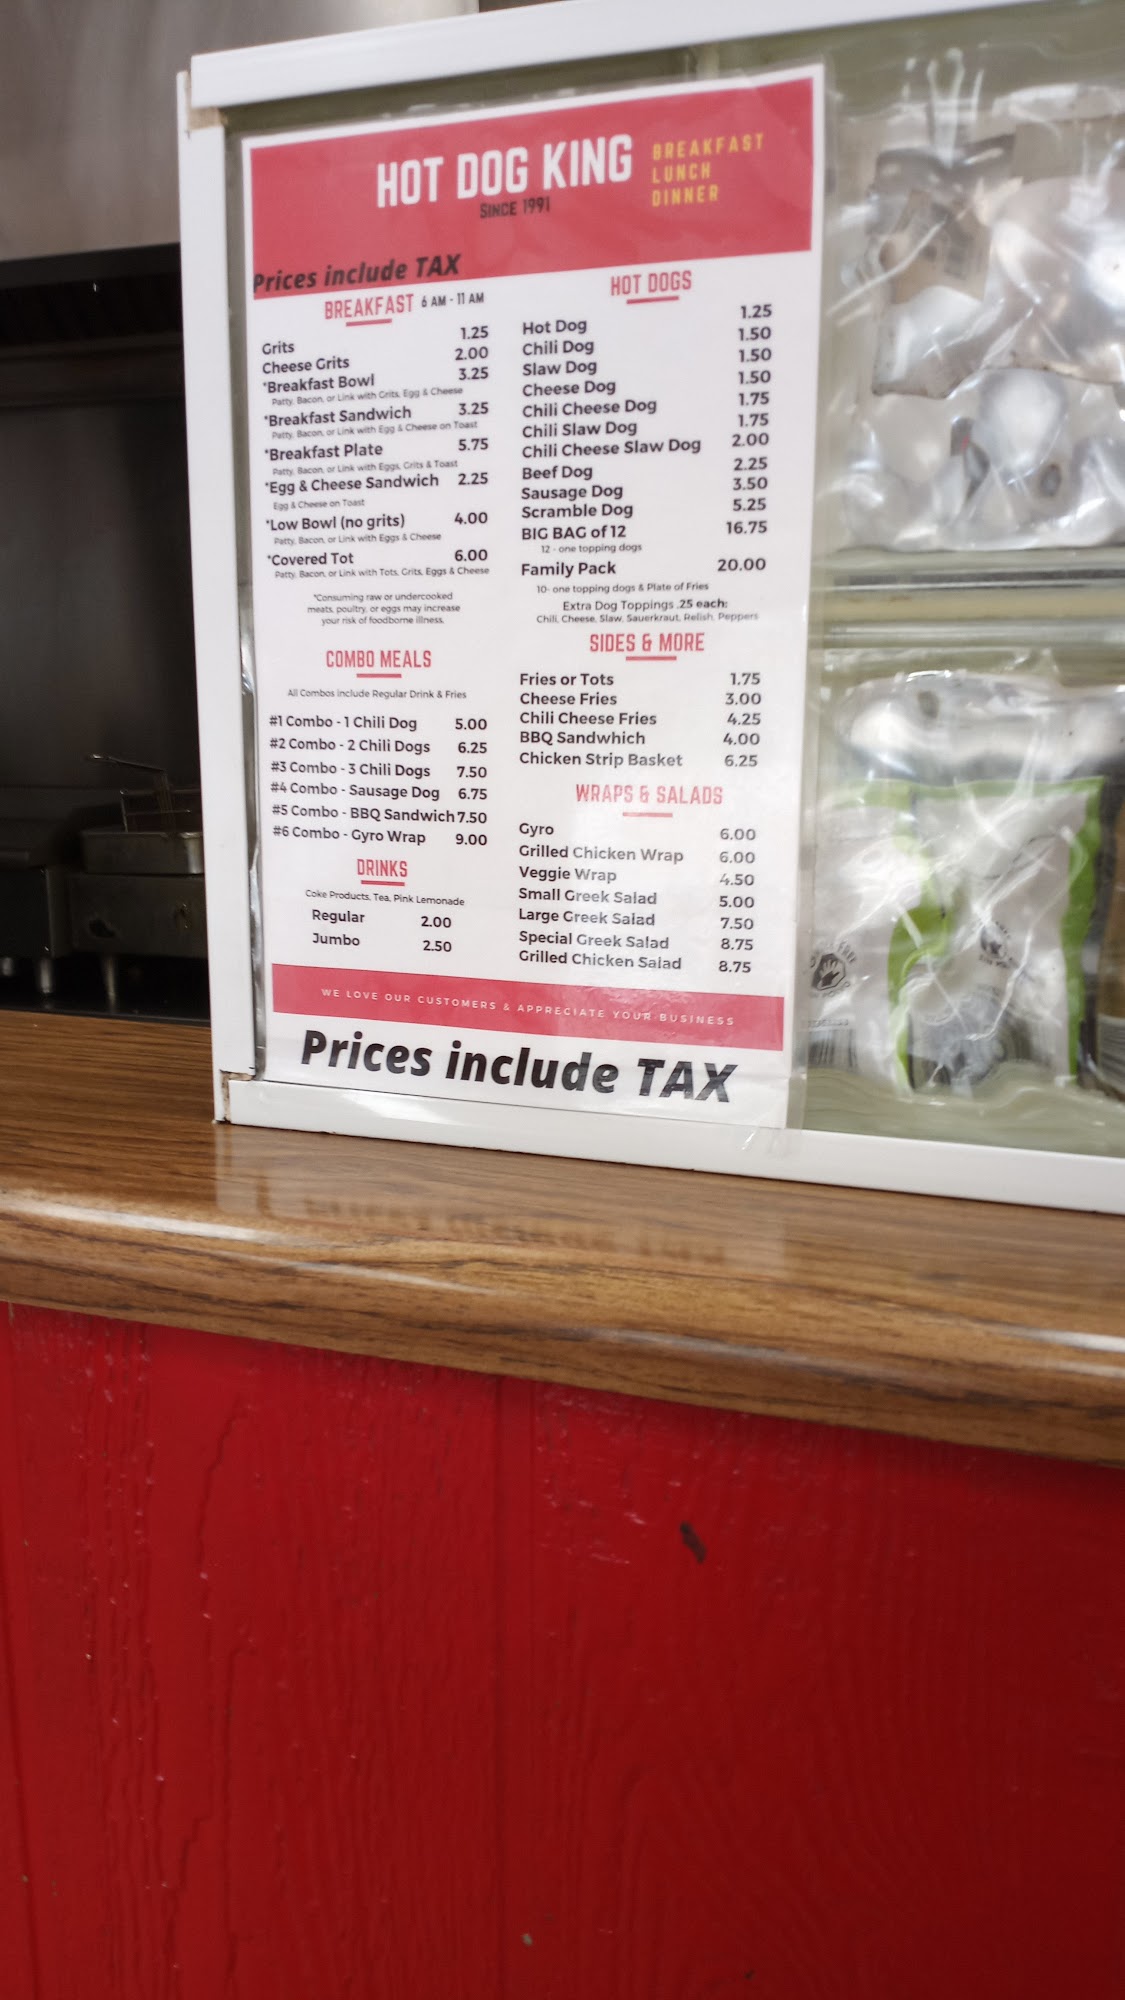 HOT DOG KING
SINCE 1991
BREAKFAST
LUNCH
DINNER
Prices include TAX
BREAKFAST 6 AM - 11 AM
Grits 1.25
Cheese Grits 2.00
*Breakfast Bowl 3.25
Patty, Bacon, or Link with Grits, Egg & Cheese
*Breakfast Sandwich 3.25
Patty, Bacon, or Link with Egg & Cheese on Toast
*Breakfast Plate 5.75
Patty, Bacon, or Link with Eggs, Grits & Toast
*Egg & Cheese Sandwich 2.25
Egg & Cheese on Toast
*Low Bowl (no grits) 4.00
Patty, Bacon, or Link with Eggs & Cheese
*Covered Tot 6.00
Patty, Bacon, or Link with Tots, Grits, Eggs & Cheese
*Consuming raw or undercooked
meats, poultry, or eggs may increase
your risk of foodborne illness.
COMBO MEALS
All Combos include Regular Drink & Fries
#1 Combo - 1 Chili Dog 5.00
#2 Combo - 2 Chili Dogs 6.25
#3 Combo - 3 Chili Dogs 7.50
#4 Combo - Sausage Dog 6.75
#5 Combo - BBQ Sandwich 7.50
#6 Combo - Gyro Wrap 9.00
DRINKS
Coke Products, Tea, Pink Lemonade
Regular 2.00
Jumbo 2.50
HOT DOGS
Hot Dog 1.25
Chili Dog 1.50
Slaw Dog 1.50
Cheese Dog 1.50
Chili Cheese Dog 1.75
Chili Slaw Dog 1.75
Chili Cheese Slaw Dog 2.00
Beef Dog 2.25
Sausage Dog 3.50
Scramble Dog 5.25
BIG BAG of 12 16.75
12 - one topping dogs
Family Pack 20.00
10- one topping dogs & Plate of Fries
Extra Dog Toppings .25 each:
Chili, Cheese, Slaw, Sauerkraut, Relish, Peppers
SIDES & MORE
Fries or Tots 1.75
Cheese Fries 3.00
Chili Cheese Fries 4.25
BBQ Sandwhich 4.00
Chicken Strip Basket 6.25
WRAPS & SALADS
Gyro 6.00
Grilled Chicken Wrap 6.00
Veggie Wrap 4.50
Small Greek Salad 5.00
Large Greek Salad 7.50
Special Greek Salad 8.75
Grilled Chicken Salad 8.75
WE LOVE OUR CUSTOMERS & APPRECIATE YOUR BUSINESS
Prices include TAX